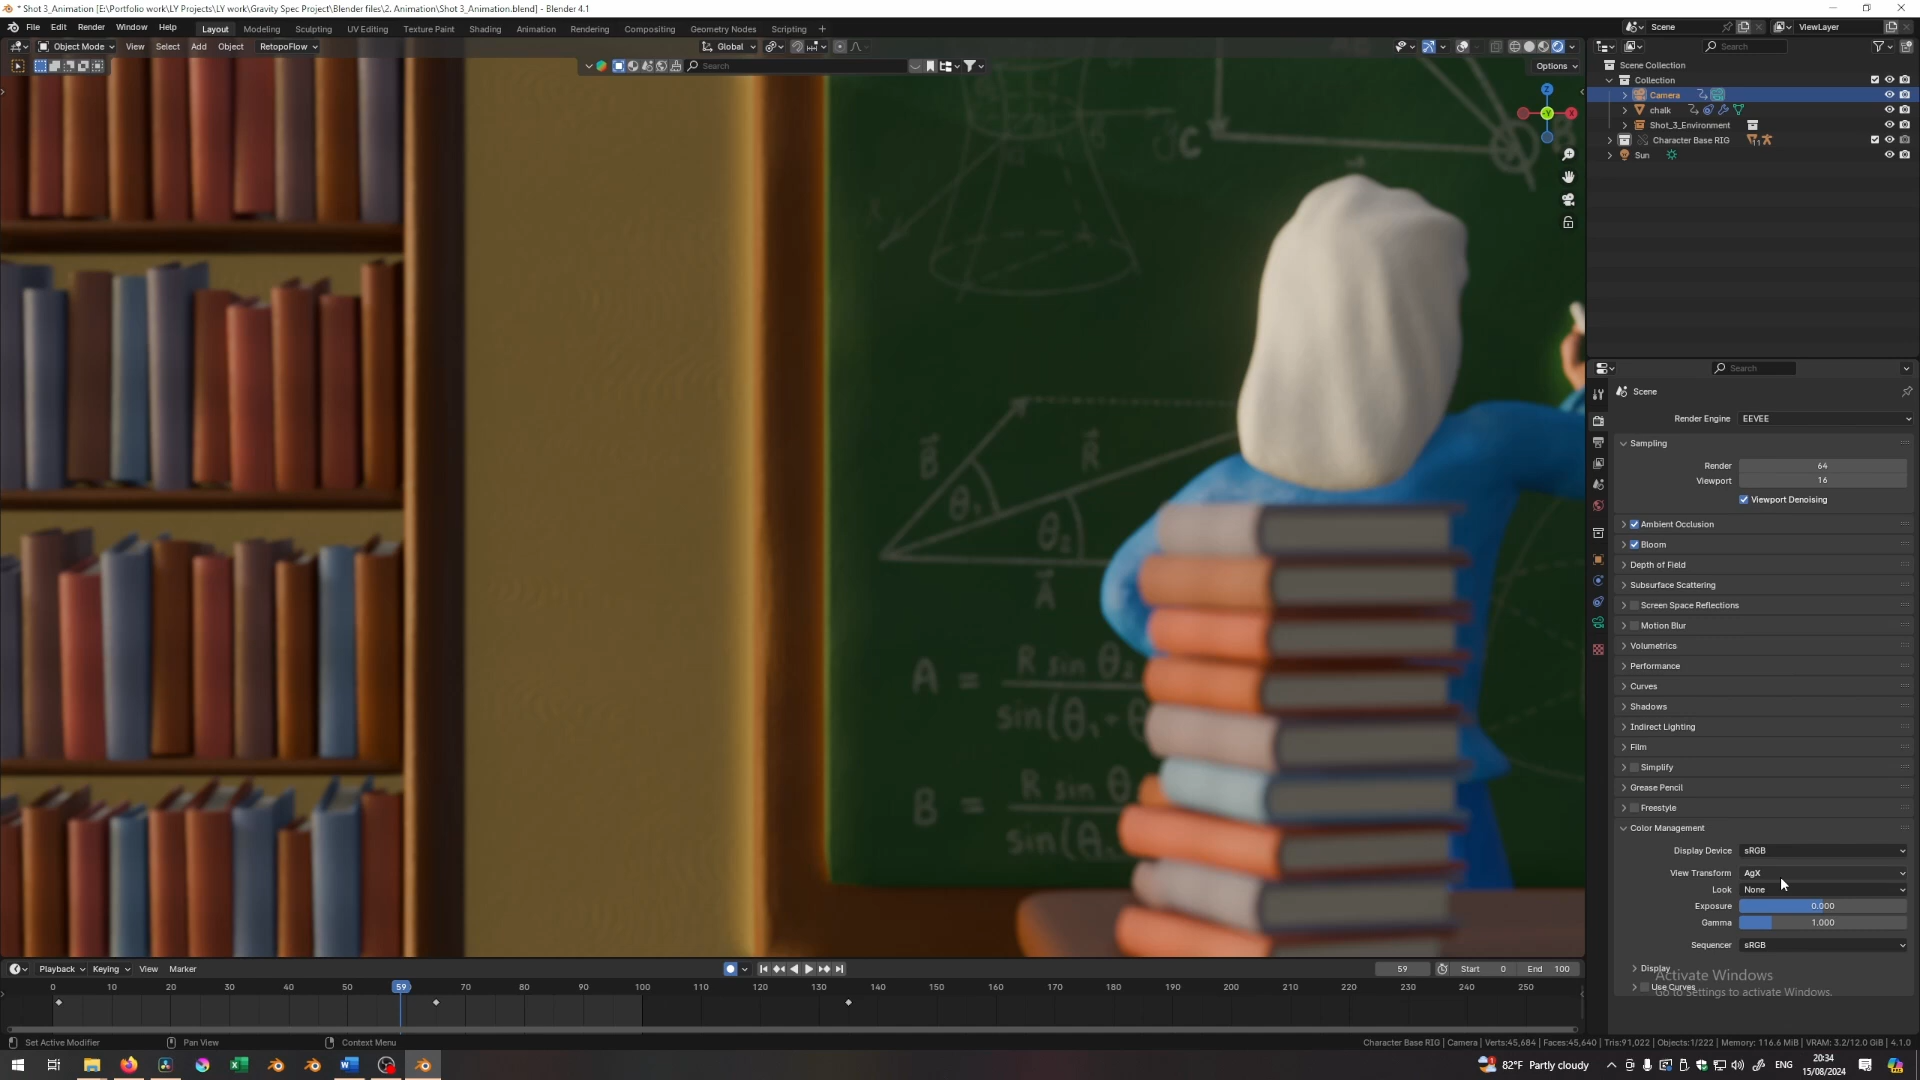 * Shot 3_Animation [E:\Portfolio work\LY Projects\LY work\Gravity Spec Project\Blender files\2. Animation\Shot 3_Animation.blend] - Blender 4.1
File Edit Render Window Help Layout Modeling Sculpting UV Editing Texture Paint Shading Animation Rendering Compositing Geometry Nodes Scripting + Scene ViewLayer
Object Mode View Select Add Object RetopoFlow Global Search
Search Options
Scene Collection
Collection
Camera
chalk
Shot_3_Environment
Character Base RIG 11
Sun
Z
Y X
C
B R
θ₁ θ₂
A
A = R sin θ₂
sin(θ₁+θ
B = R sin θ
sin(θ
Search
Scene
Render Engine EEVEE
Sampling
Render 64
Viewport 16
Viewport Denoising
Ambient Occlusion
Bloom
Depth of Field
Subsurface Scattering
Screen Space Reflections
Motion Blur
Volumetrics
Performance
Curves
Shadows
Indirect Lighting
Film
Simplify
Grease Pencil
Freestyle
Color Management
Display Device sRGB
View Transform AgX
Look None
Exposure 0.000
Gamma 1.000
Sequencer sRGB
Display
Use Curves
Activate Windows
Go to Settings to activate Windows.
Playback Keying View Marker 59 Start 0 End 100
0 10 20 30 40 50 59 70 80 90 100 110 120 130 140 150 160 170 180 190 200 210 220 230 240 250
Set Active Modifier Pan View Context Menu Character Base RIG | Camera | Verts:45,684 | Faces:45,640 | Tris:91,022 | Objects:1/222 | Memory: 116.6 MiB | VRAM: 3.2/12.0 GiB | 4.1.0
82°F Partly cloudy ENG 20:34
15/08/2024